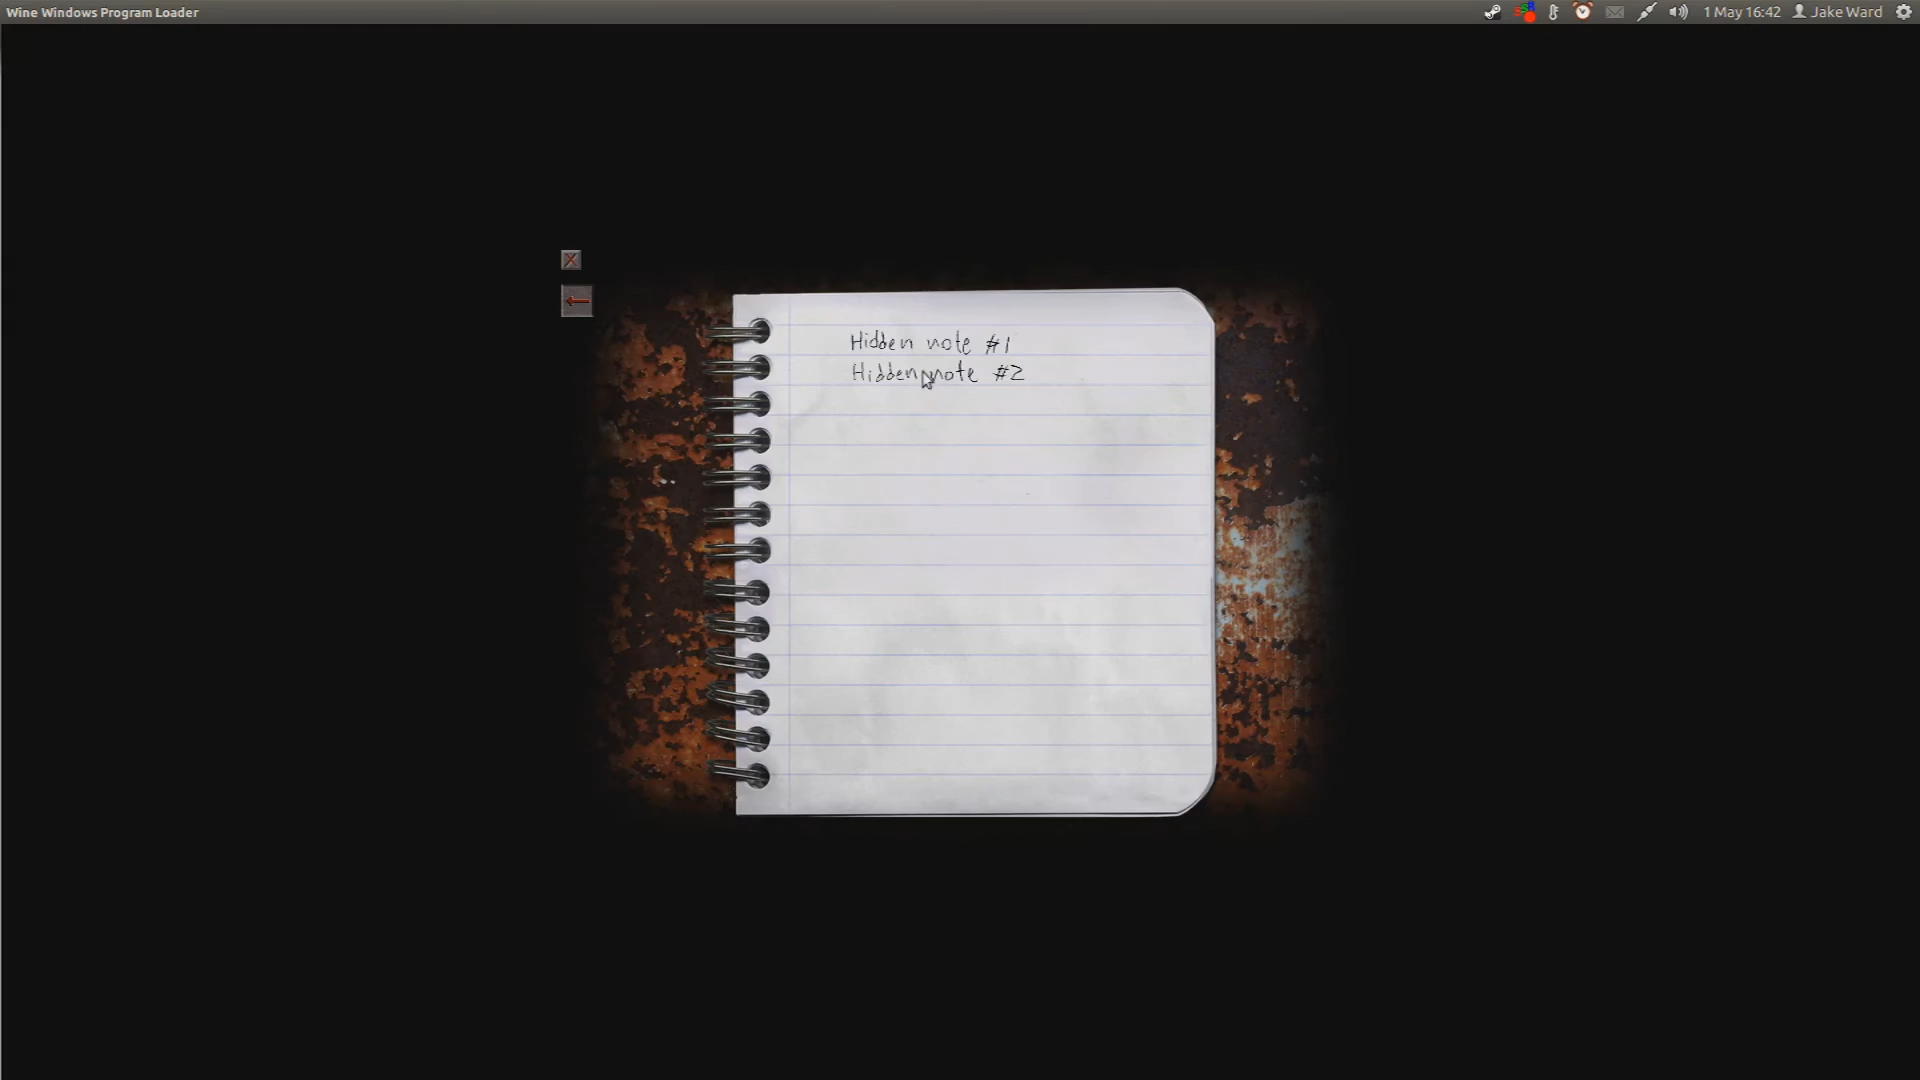 Wine Windows Program Loader
1 May 16:42 Jake Ward
Hidden note #1
Hidden note #2